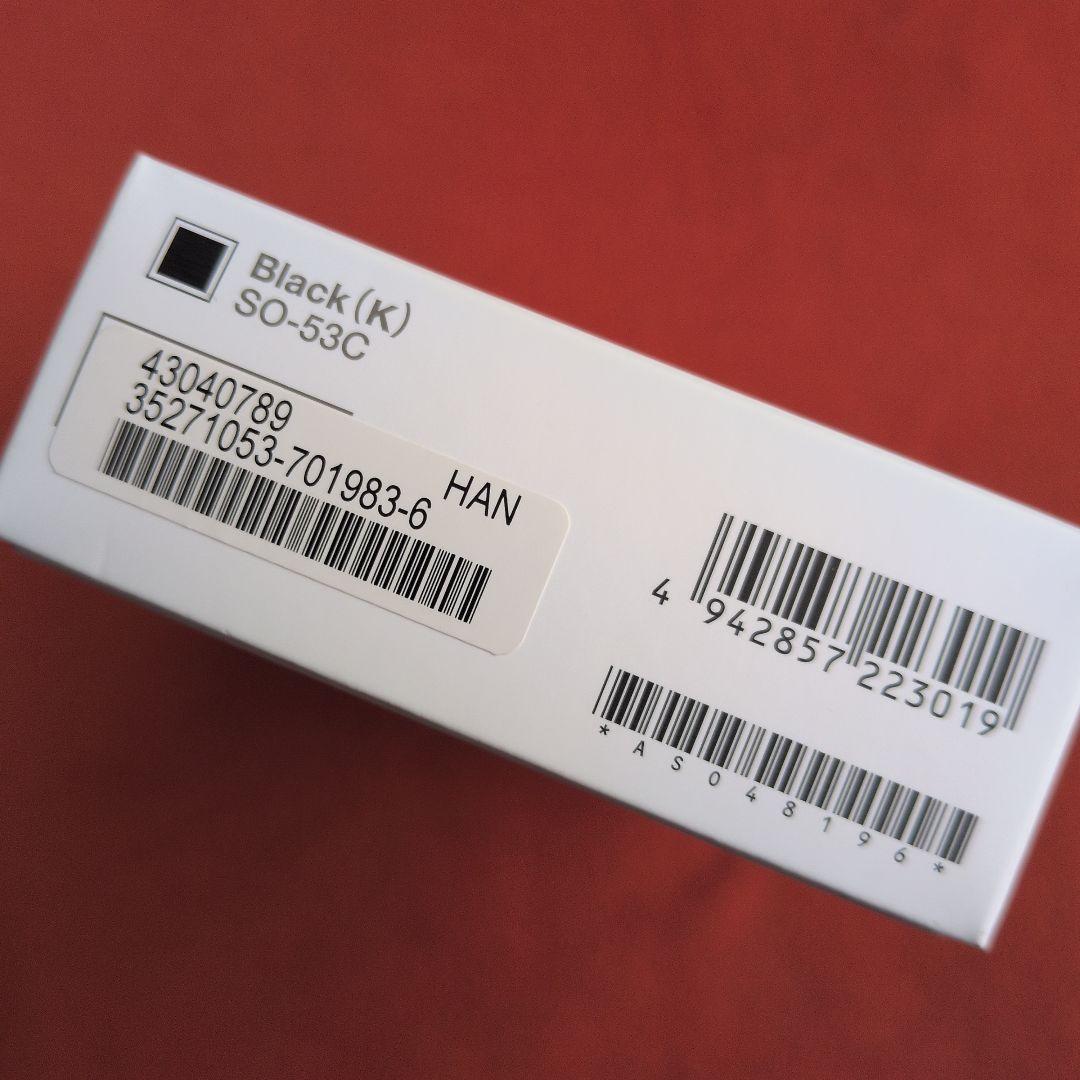 Black(K)
SO-53C
43040789
35271053-701983-6
HAN
4 942857 223019
*AS048196*